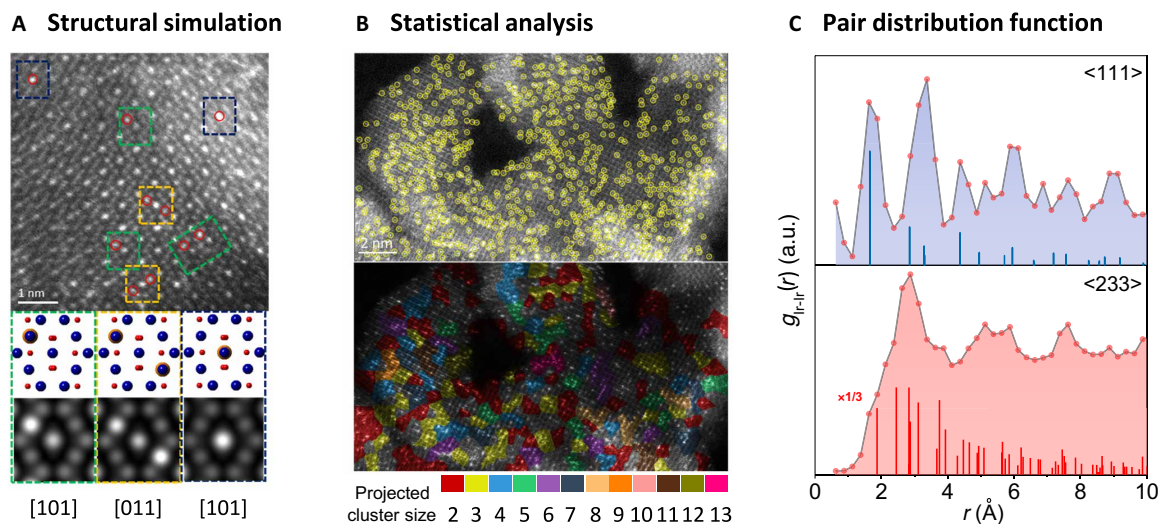 A Structural simulation
1 nm
[101] [011] [101]
B Statistical analysis
2 nm
Projected
cluster size 2 3 4 5 6 7 8 9 10 11 12 13
C Pair distribution function
<111>
<233>
×1/3
g_Ir-Ir(r) (a.u.)
0 2 4 6 8 10
r (Å)